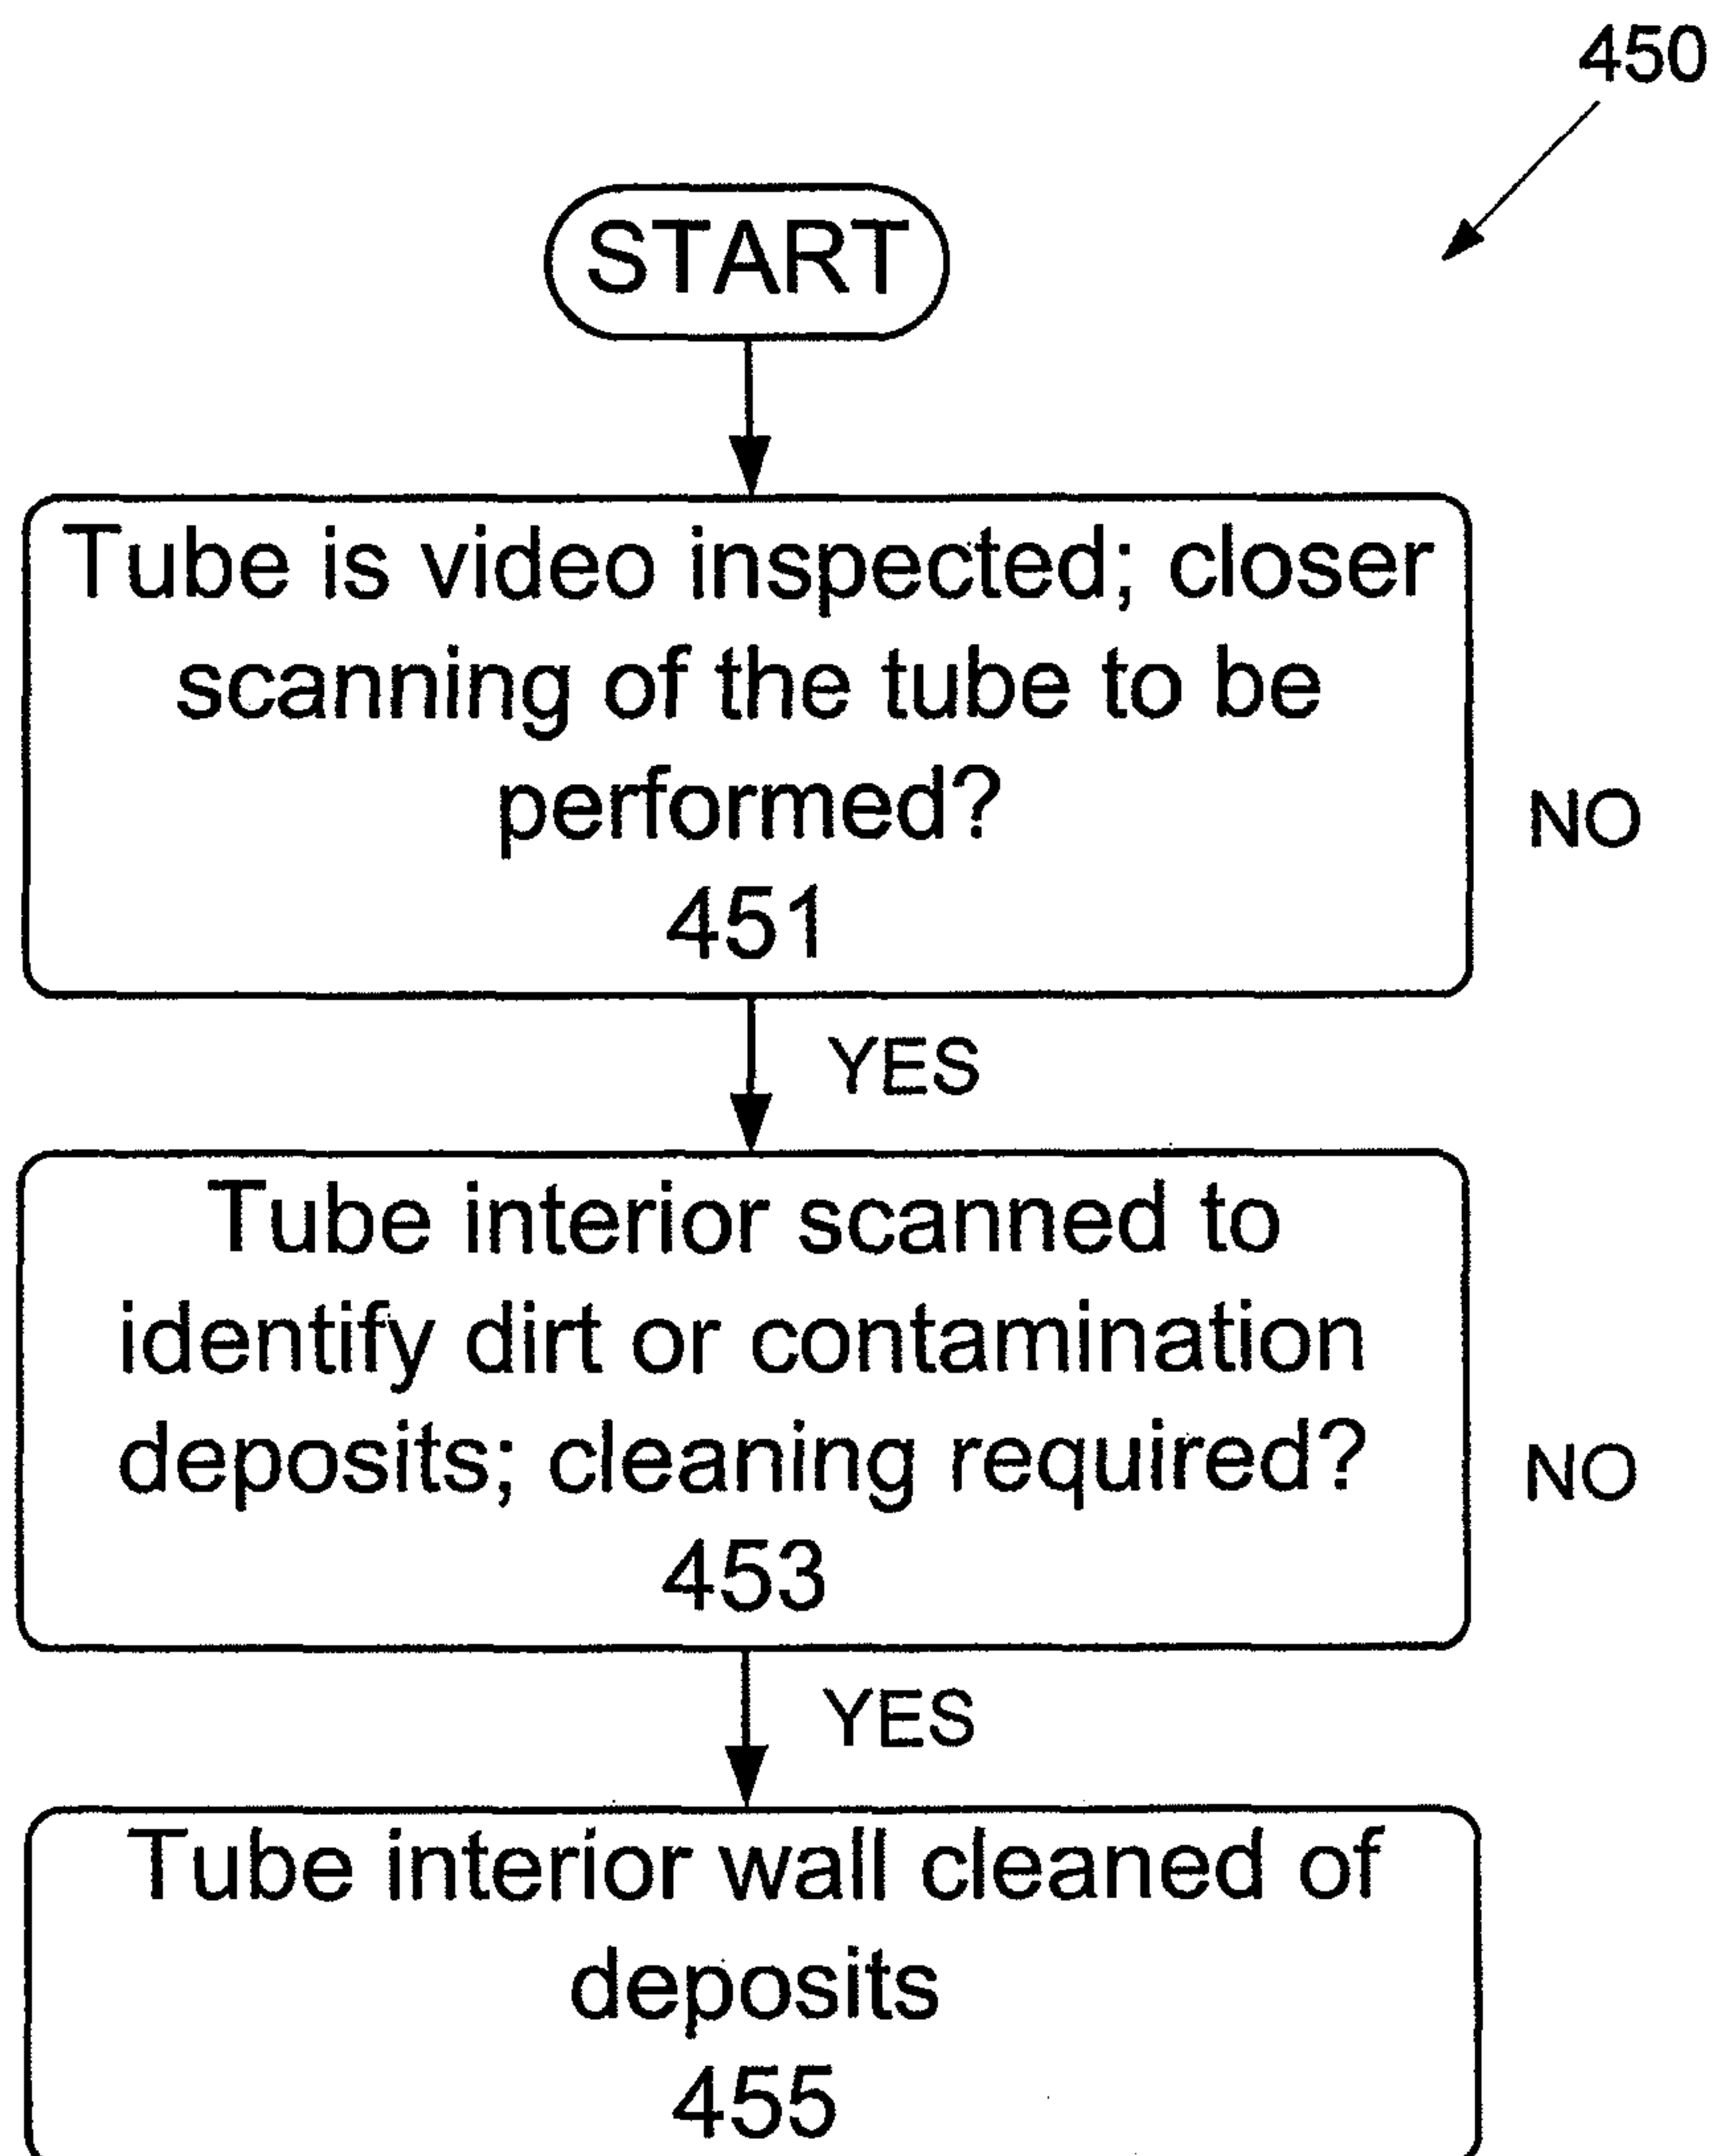 450
START
Tube is video inspected; closer
scanning of the tube to be
performed?
451
NO
YES
Tube interior scanned to
identify dirt or contamination
deposits; cleaning required?
453
NO
YES
Tube interior wall cleaned of
deposits
455